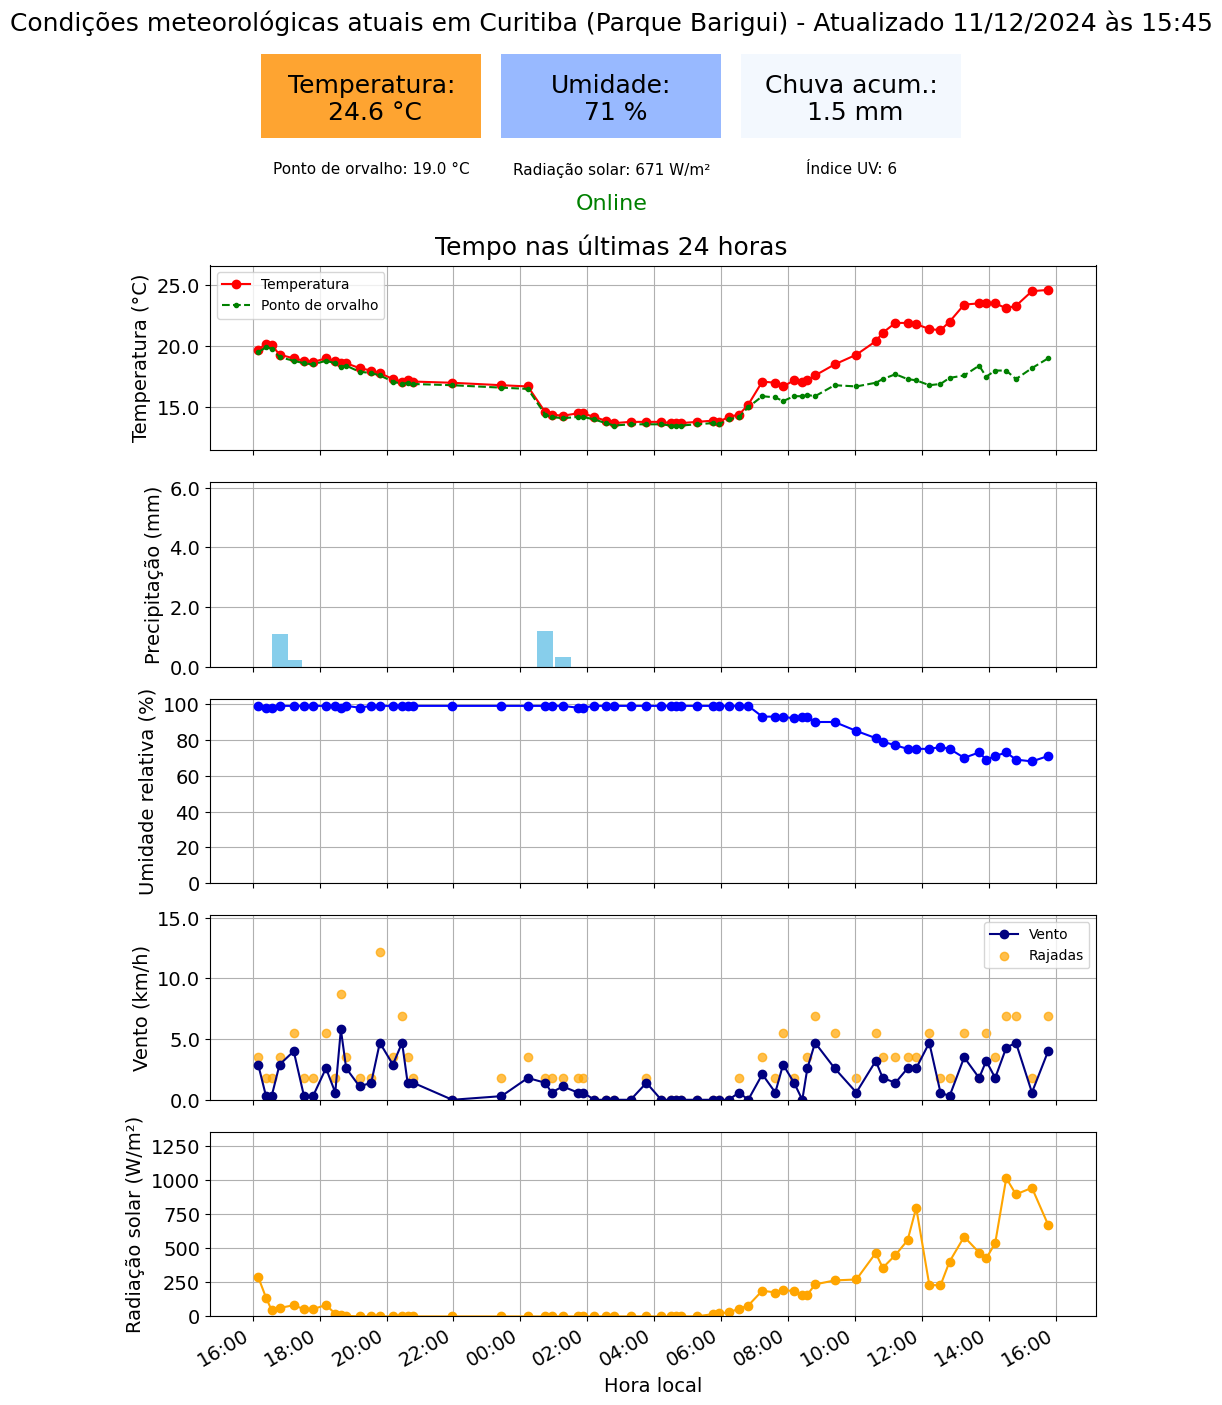 Condições meteorológicas atuais em Curitiba (Parque Barigui) - Atualizado 11/12/2024 às 15:45
Temperatura:
24.6 °C
Umidade:
71 %
Chuva acum.:
1.5 mm
Ponto de orvalho: 19.0 °C
Radiação solar: 671 W/m²
Índice UV: 6
Online
Tempo nas últimas 24 horas
Temperatura (°C)
25.0
20.0
15.0
Temperatura
Ponto de orvalho
Precipitação (mm)
6.0
4.0
2.0
0.0
Umidade relativa (%)
100
80
60
40
20
0
Vento (km/h)
15.0
10.0
5.0
0.0
Vento
Rajadas
Radiação solar (W/m²)
1250
1000
750
500
250
0
16:00
18:00
20:00
22:00
00:00
02:00
04:00
06:00
08:00
10:00
12:00
14:00
16:00
Hora local